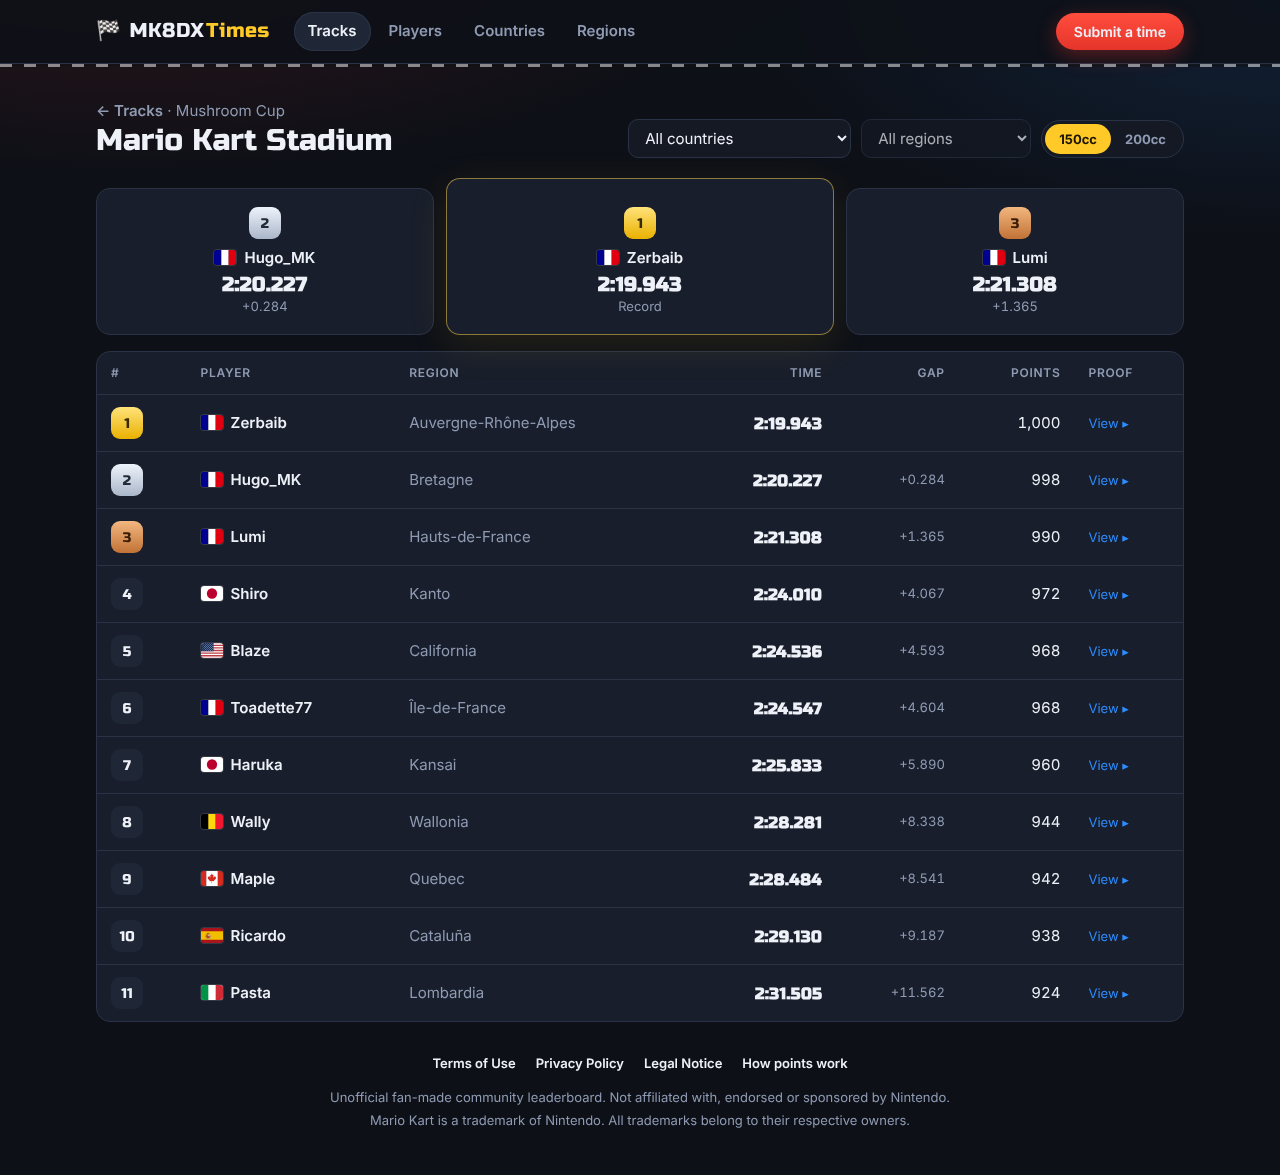 MK8DXTimes Tracks Players Countries Regions Submit a time
← Tracks · Mushroom Cup
Mario Kart Stadium
All countries All regions 150cc 200cc
2
Hugo_MK
2:20.227
+0.284
1
Zerbaib
2:19.943
Record
3
Lumi
2:21.308
+1.365
# PLAYER REGION TIME GAP POINTS PROOF
1 Zerbaib Auvergne-Rhône-Alpes 2:19.943 1,000 View ▸
2 Hugo_MK Bretagne 2:20.227 +0.284 998 View ▸
3 Lumi Hauts-de-France 2:21.308 +1.365 990 View ▸
4 Shiro Kanto 2:24.010 +4.067 972 View ▸
5 Blaze California 2:24.536 +4.593 968 View ▸
6 Toadette77 Île-de-France 2:24.547 +4.604 968 View ▸
7 Haruka Kansai 2:25.833 +5.890 960 View ▸
8 Wally Wallonia 2:28.281 +8.338 944 View ▸
9 Maple Quebec 2:28.484 +8.541 942 View ▸
10 Ricardo Cataluña 2:29.130 +9.187 938 View ▸
11 Pasta Lombardia 2:31.505 +11.562 924 View ▸
Terms of Use Privacy Policy Legal Notice How points work
Unofficial fan-made community leaderboard. Not affiliated with, endorsed or sponsored by Nintendo.
Mario Kart is a trademark of Nintendo. All trademarks belong to their respective owners.